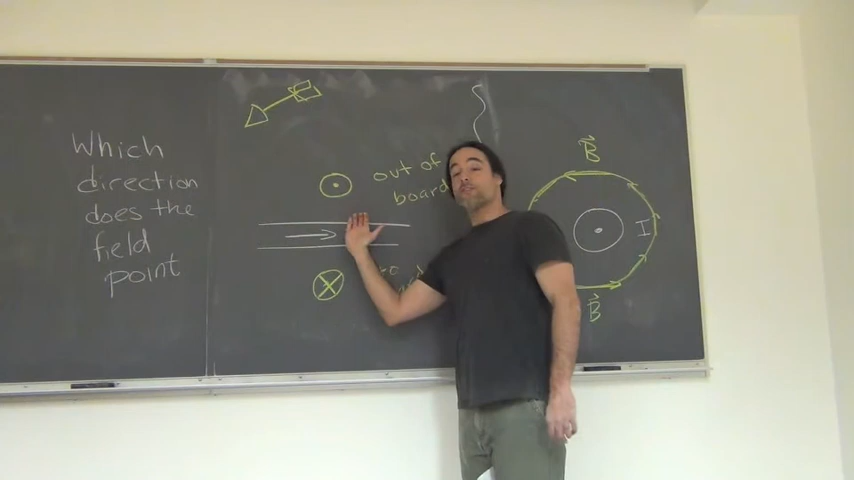 Which
direction
does the
field
point
out of
board
B
I
B